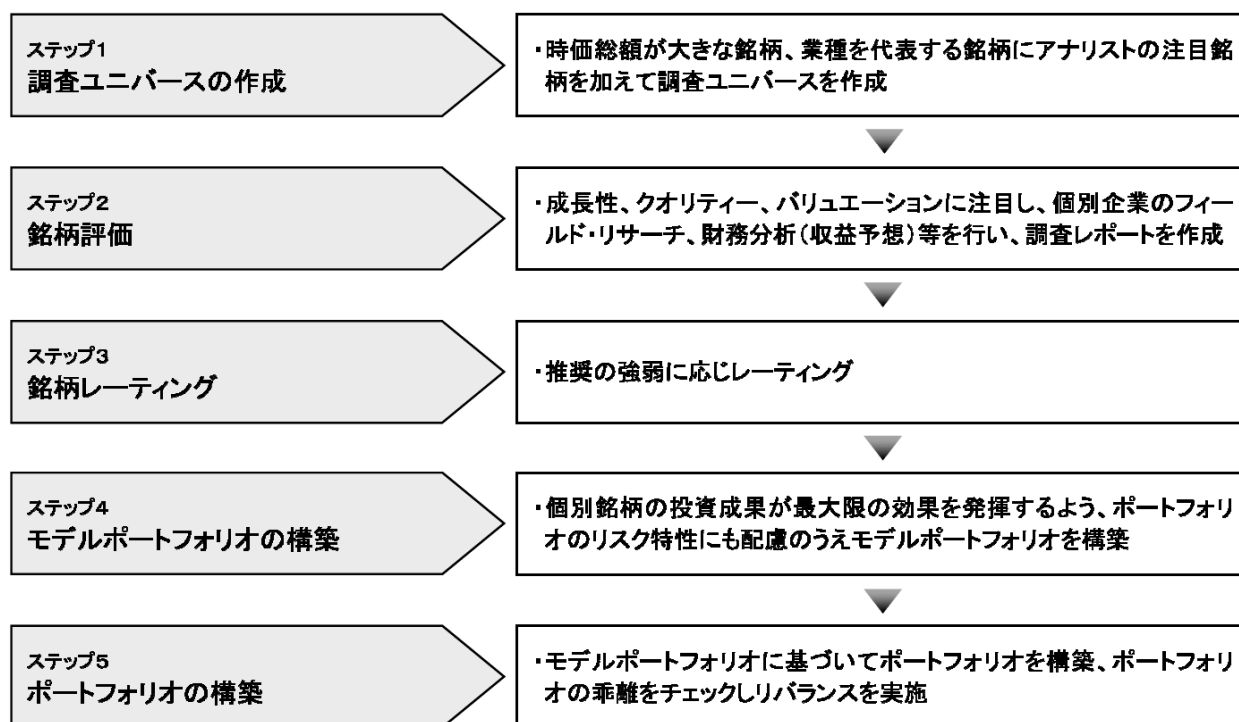 ステップ1
調査ユニバースの作成
・時価総額が大きな銘柄、業種を代表する銘柄にアナリストの注目銘
柄を加えて調査ユニバースを作成
ステップ2
銘柄評価
・成長性、クオリティー、バリュエーションに注目し、個別企業のフィー
ルド・リサーチ、財務分析（収益予想）等を行い、調査レポートを作成
ステップ3
銘柄レーティング
・推奨の強弱に応じレーティング
ステップ4
モデルポートフォリオの構築
・個別銘柄の投資成果が最大限の効果を発揮するよう、ポートフォリ
オのリスク特性にも配慮のうえモデルポートフォリオを構築
ステップ5
ポートフォリオの構築
・モデルポートフォリオに基づいてポートフォリオを構築、ポートフォリ
オの乖離をチェックしリバランスを実施